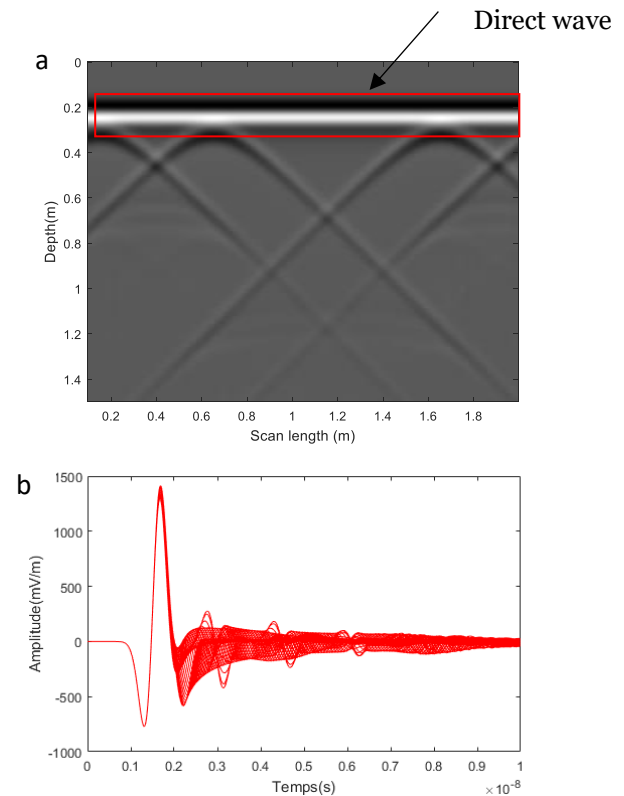 Direct wave
a
0
0.2
0.4
0.6
0.8
1
1.2
1.4
Depth(m)
0.2 0.4 0.6 0.8 1 1.2 1.4 1.6 1.8
Scan length (m)
b
1500
1000
500
0
-500
-1000
Amplitude(mV/m)
0 0.1 0.2 0.3 0.4 0.5 0.6 0.7 0.8 0.9 1
Temps(s)
×10⁻⁸